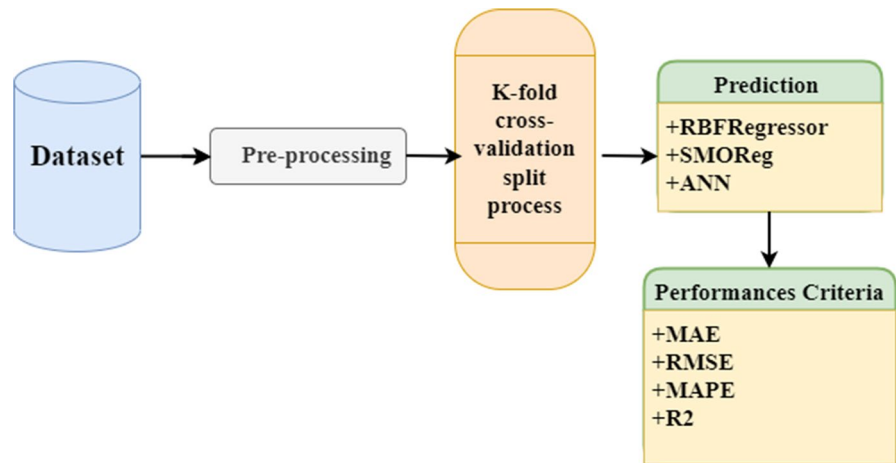 Dataset
Pre-processing
K-fold
cross-
validation
split
process
Prediction
+RBFRegressor
+SMOReg
+ANN
Performances Criteria
+MAE
+RMSE
+MAPE
+R2